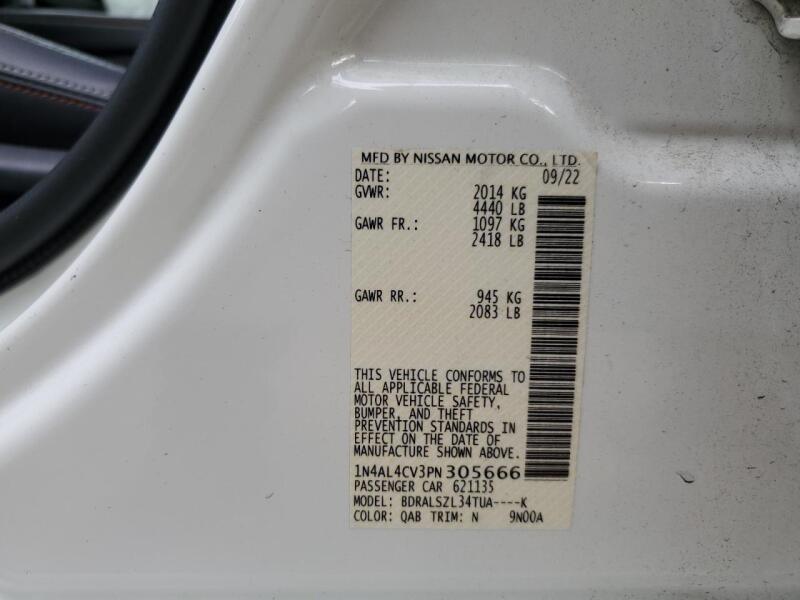 MFD BY NISSAN MOTOR CO., LTD.
DATE: 09/22
GVWR: 2014 KG
4440 LB
GAWR FR.: 1097 KG
2418 LB
GAWR RR.: 945 KG
2083 LB
THIS VEHICLE CONFORMS TO
ALL APPLICABLE FEDERAL
MOTOR VEHICLE SAFETY,
BUMPER, AND THEFT
PREVENTION STANDARDS IN
EFFECT ON THE DATE OF
MANUFACTURE SHOWN ABOVE.
1N4AL4CV3PN305666
PASSENGER CAR 621135
MODEL: BDRALSZL34TUA----K
COLOR: QAB TRIM: N 9N00A